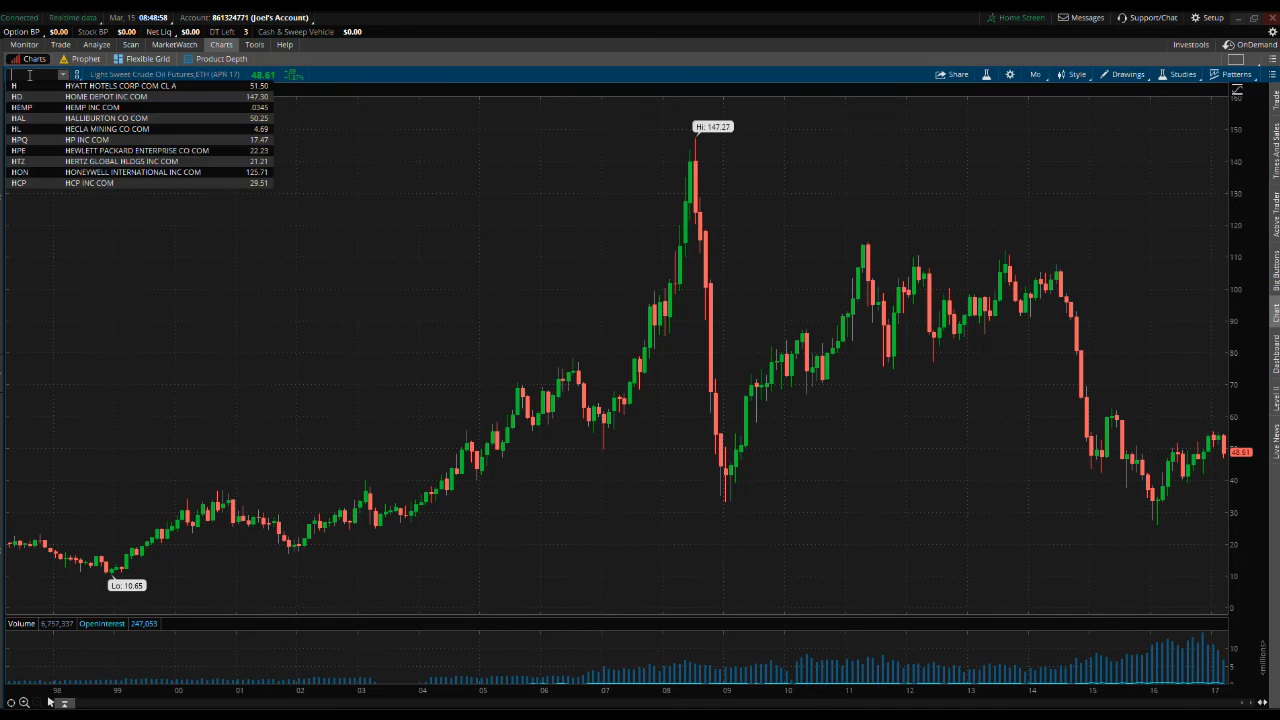 Connected Realtime data Mar, 15 08:48:58 Account: 861324771 (Joel's Account) Home Screen Messages Support/Chat Setup
Option BP $0.00 Stock BP $0.00 Net Liq $0.00 DT Left 3 Cash & Sweep Vehicle $0.00
Monitor Trade Analyze Scan MarketWatch Charts Tools Help Investools OnDemand
Charts Prophet Flexible Grid Product Depth
Light Sweet Crude Oil Futures,ETH (APR 17) 48.61 Share Mo Style Drawings Studies Patterns
H HYATT HOTELS CORP COM CL A 51.50
HD HOME DEPOT INC COM 147.30
HEMP HEMP INC COM .0345
HAL HALLIBURTON CO COM 50.25
HL HECLA MINING CO COM 4.69
HPQ HP INC COM 17.47
HPE HEWLETT PACKARD ENTERPRISE CO COM 22.23
HTZ HERTZ GLOBAL HLDGS INC COM 21.21
HON HONEYWELL INTERNATIONAL INC COM 125.71
HCP HCP INC COM 29.51
Hi: 147.27
Lo: 10.65
160
150
140
130
120
110
100
90
80
70
60
48.61
40
30
20
10
0
Trade
Times And Sales
Active Trader
Big Buttons
Chart
Dashboard
Level II
Live News
Volume 6,757,337 OpenInterest 247,053
10
5
<millions>
98 99 00 01 02 03 04 05 06 07 08 09 10 11 12 13 14 15 16 17